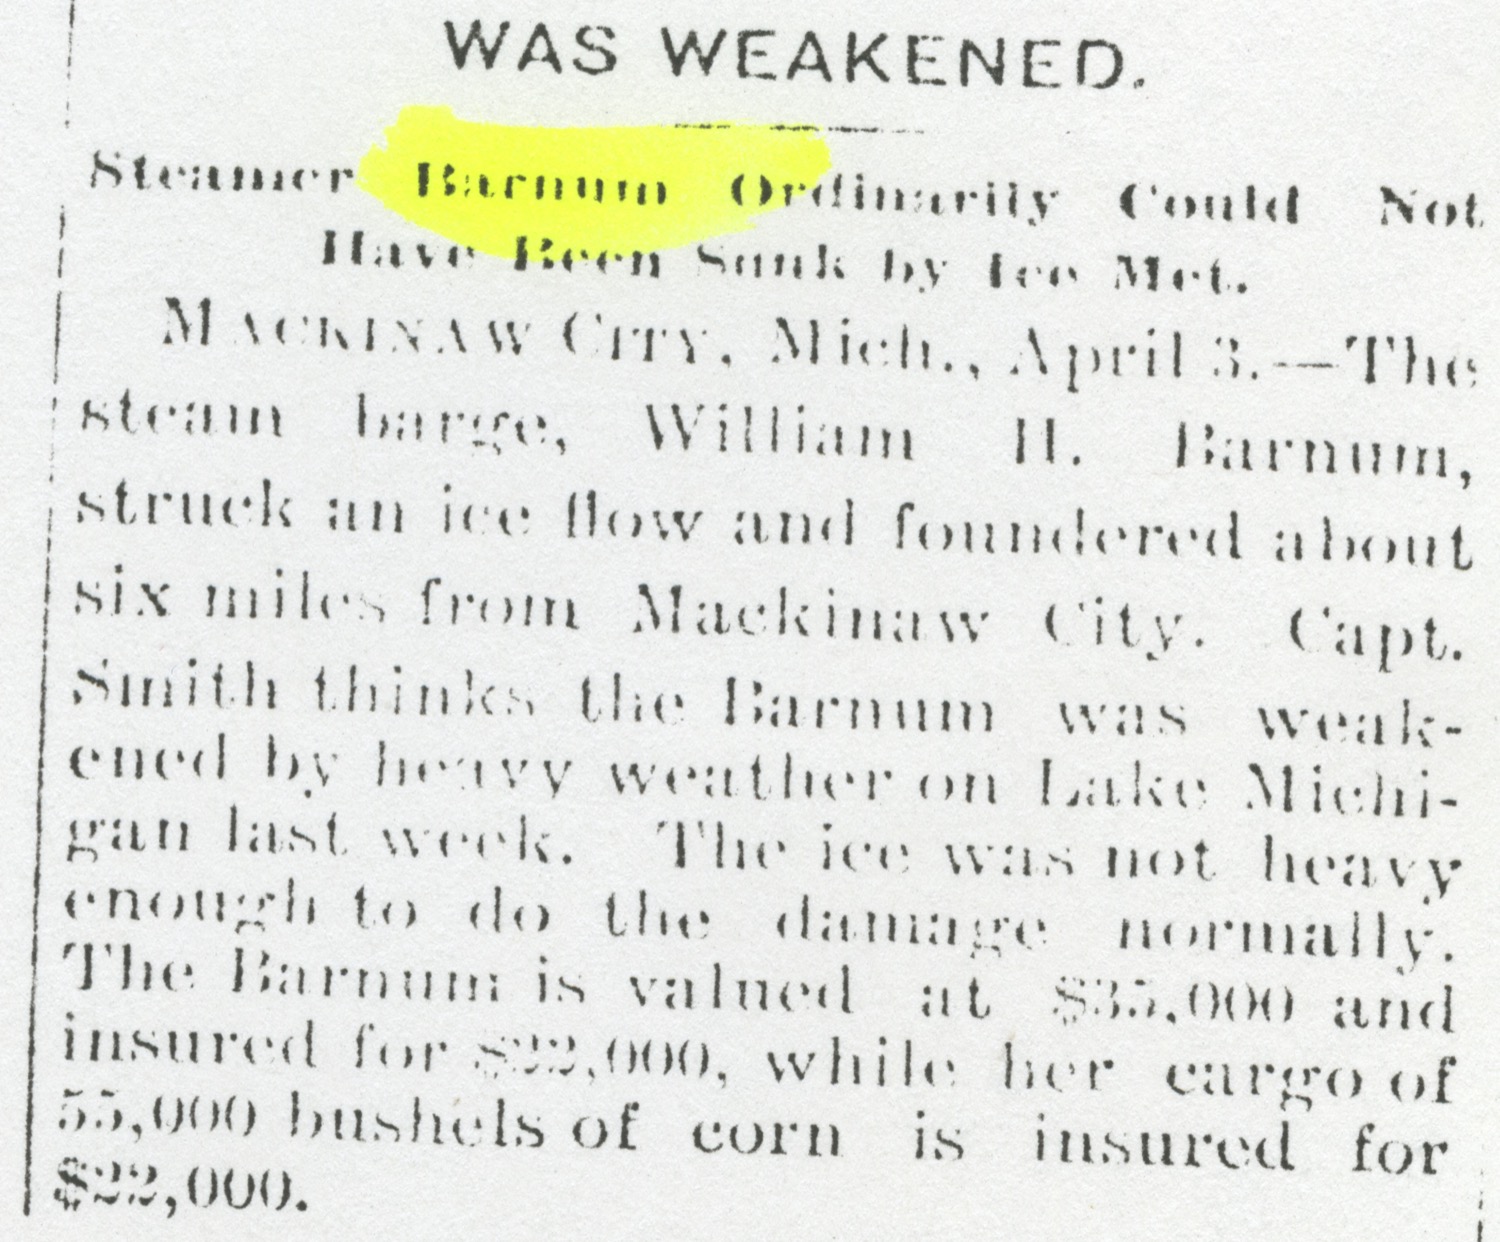 WAS WEAKENED.
Steamer Barnum Ordinarily Could Not
Have Been Sunk by Ice Met.
MACKINAW CITY, Mich., April 3.—The
steam barge, William H. Barnum,
struck an ice flow and foundered about
six miles from Mackinaw City. Capt.
Smith thinks the Barnum was weak-
ened by heavy weather on Lake Michi-
gan last week. The ice was not heavy
enough to do the damage normally.
The Barnum is valued at $35,000 and
insured for $22,000, while her cargo of
55,000 bushels of corn is insured for
$22,000.